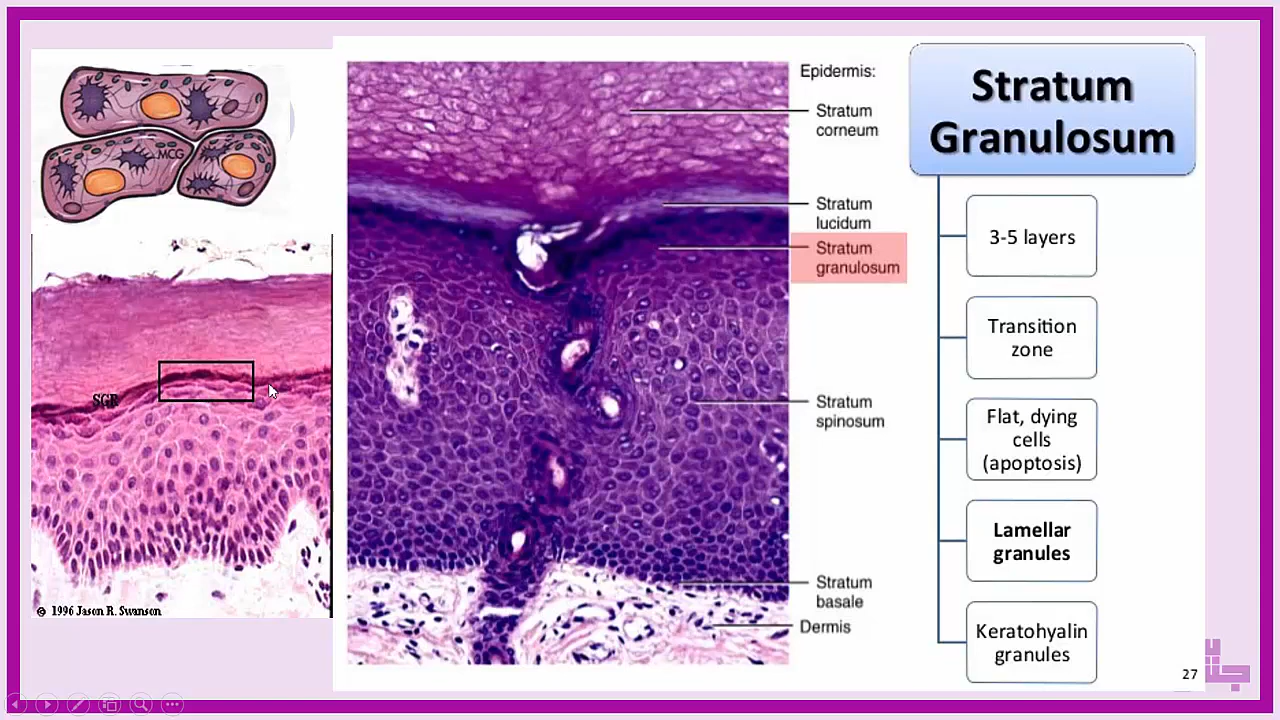 MCG
SGR
© 1996 Jason R. Swanson
Epidermis:
Stratum
corneum
Stratum
lucidum
Stratum
granulosum
Stratum
spinosum
Stratum
basale
Dermis
Stratum
Granulosum
3-5 layers
Transition
zone
Flat, dying
cells
(apoptosis)
Lamellar
granules
Keratohyalin
granules
27